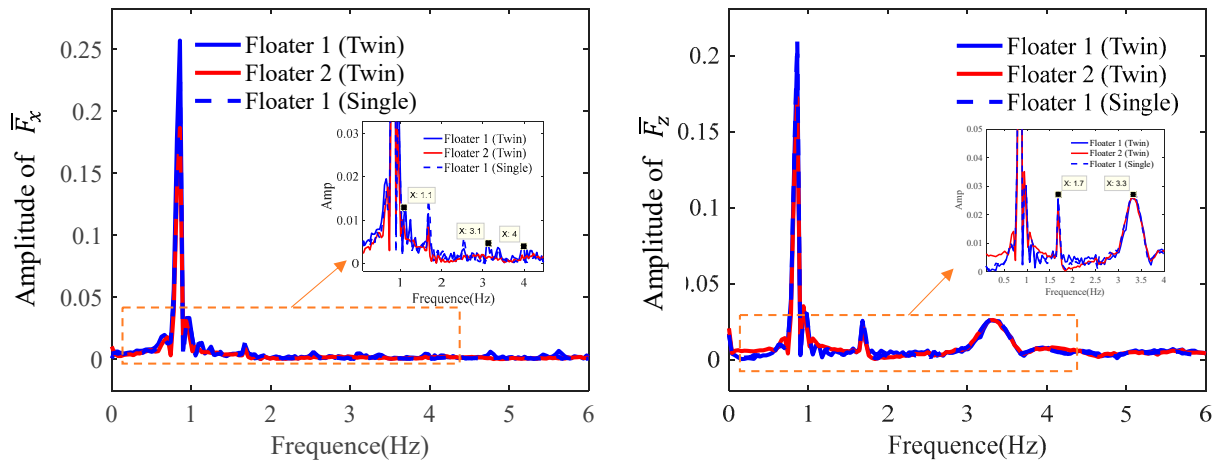 Floater 1 (Twin)
Floater 2 (Twin)
Floater 1 (Single)
0.25
0.2
0.15
0.1
0.05
0
Amplitude of F̅x
0 1 2 3 4 5 6
Frequence(Hz)
Floater 1 (Twin)
Floater 2 (Twin)
Floater 1 (Single)
0.03
0.02
0.01
0
Amp
X: 1.1
X: 3.1
X: 4
1 2 3 4
Frequence(Hz)
Floater 1 (Twin)
Floater 2 (Twin)
Floater 1 (Single)
0.2
0.15
0.1
0.05
0
Amplitude of F̅z
0 1 2 3 4 5 6
Frequence(Hz)
Floater 1 (Twin)
Floater 2 (Twin)
Floater 1 (Single)
0.05
0.04
0.03
0.02
0.01
0
Amp
X: 1.7
X: 3.3
0.5 1 1.5 2 2.5 3 3.5 4
Frequence(Hz)